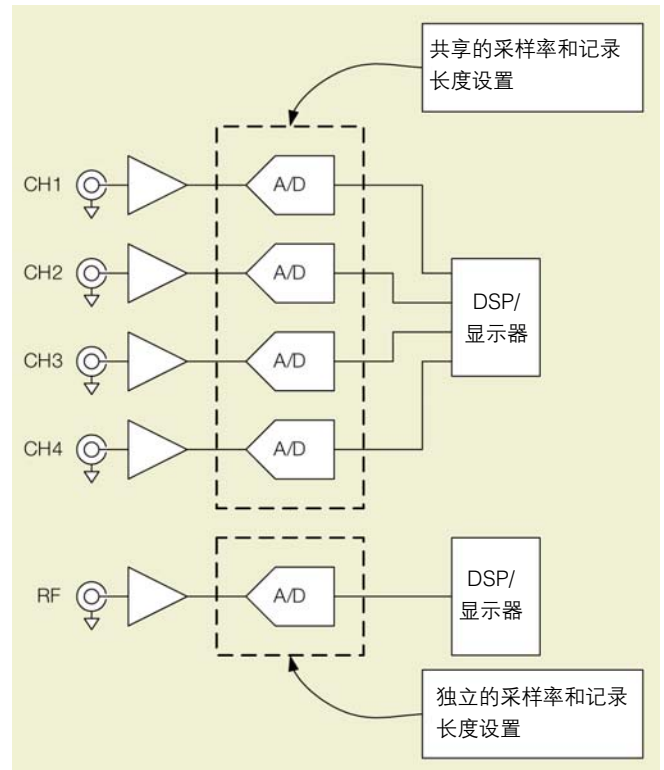 共享的采样率和记录
长度设置
CH1
A/D
CH2
A/D
DSP/
显示器
CH3
A/D
CH4
A/D
RF
A/D
DSP/
显示器
独立的采样率和记录
长度设置